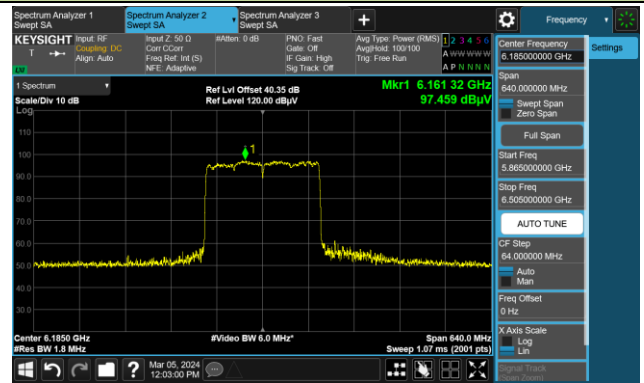 Spectrum Analyzer 1
Swept SA
Spectrum Analyzer 2
Swept SA
Spectrum Analyzer 3
Swept SA
+
Frequency
KEYSIGHT
T
Input: RF
Coupling: DC
Align: Auto
Input Z: 50 Ω
Corr CCorr
Freq Ref: Int (S)
NFE: Adaptive
#Atten: 0 dB
PNO: Fast
Gate: Off
IF Gain: High
Sig Track: Off
Avg Type: Power (RMS)
Avg|Hold: 100/100
Trig: Free Run
1 2 3 4 5 6
A W W W W W
A P N N N N
1 Spectrum
Scale/Div 10 dB
Log
Ref Lvl Offset 40.35 dB
Ref Level 120.00 dBµV
Mkr1 6.161 32 GHz
97.459 dBµV
110
100
90.0
80.0
70.0
60.0
50.0
40.0
30.0
1
Center 6.1850 GHz
#Res BW 1.8 MHz
#Video BW 6.0 MHz*
Span 640.0 MHz
Sweep 1.07 ms (2001 pts)
Center Frequency
6.185000000 GHz
Settings
Span
640.000000 MHz
Swept Span
Zero Span
Full Span
Start Freq
5.865000000 GHz
Stop Freq
6.505000000 GHz
AUTO TUNE
CF Step
64.000000 MHz
Auto
Man
Freq Offset
0 Hz
X Axis Scale
Log
Lin
Signal Track
(Span Zoom)
?
Mar 05, 2024
12:03:00 PM